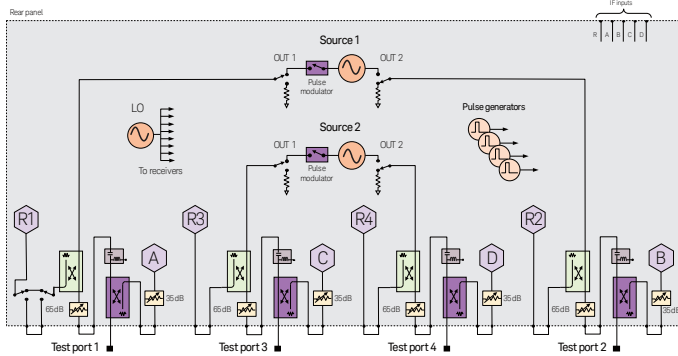 IF inputs
Rear panel
R A B C D
Source 1
OUT 1
OUT 2
Pulse
modulator
LO
To receivers
Source 2
OUT 1
OUT 2
Pulse
modulator
Pulse generators
R1
R3
R4
R2
A
C
D
B
65dB
35dB
65dB
35dB
65dB
35dB
65dB
35dB
Test port 1
Test port 3
Test port 4
Test port 2